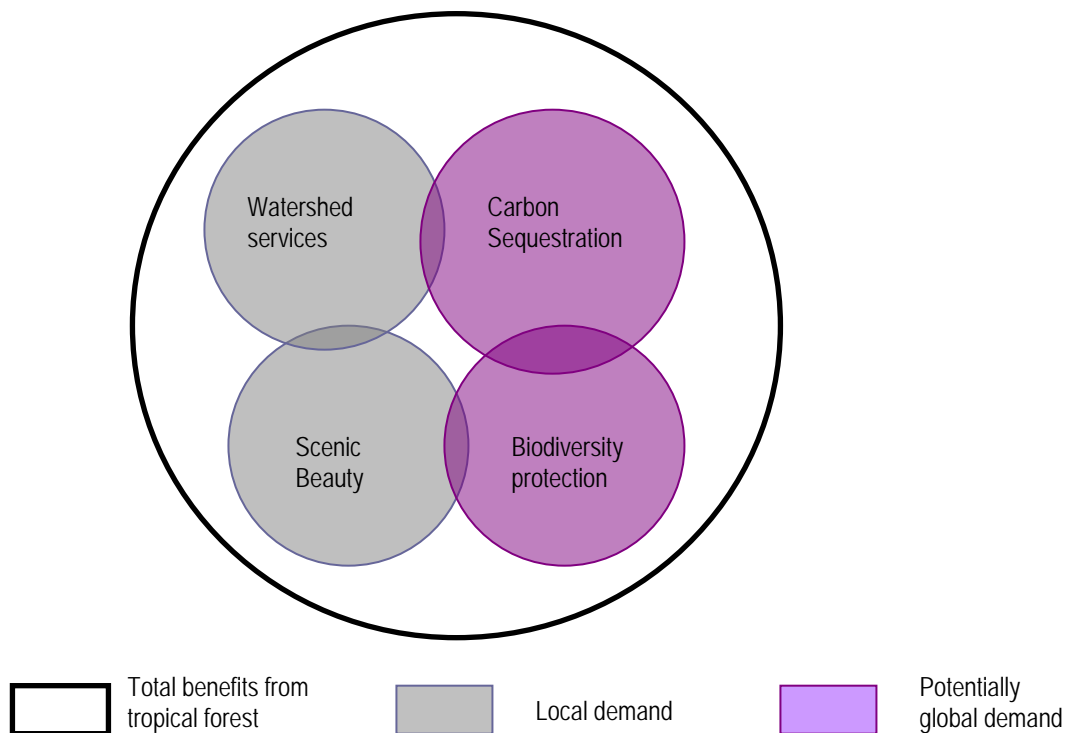 Watershed
services
Carbon
Sequestration
Scenic
Beauty
Biodiversity
protection
Total benefits from
tropical forest
Local demand
Potentially
global demand